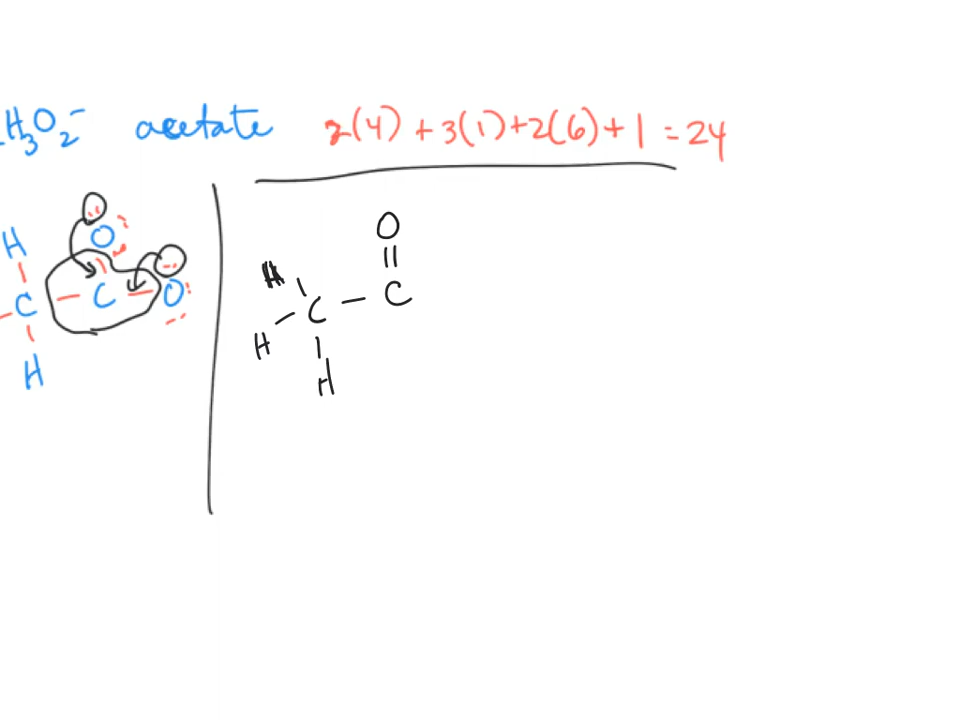 H₃O₂⁻ acetate 2(4) + 3(1) + 2(6) + 1 = 24
O
H O
H C C O C C
H H
H